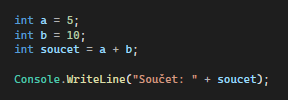 int a = 5;
int b = 10;
int soucet = a + b;
Console.WriteLine("Součet: " + soucet);